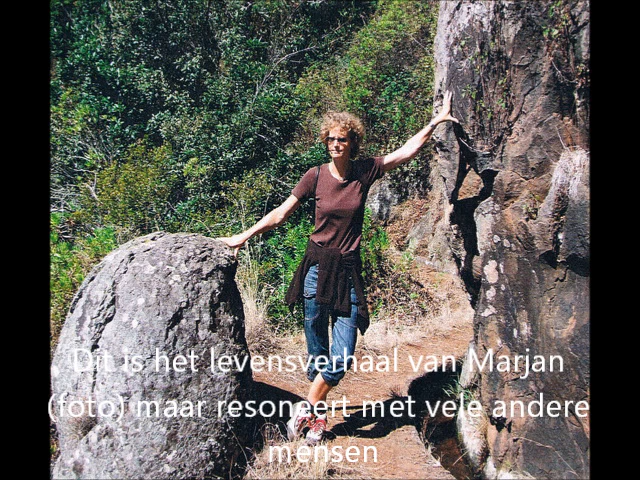 Dit is het levensverhaal van Marjan
(foto) maar resoneert met vele andere
mensen